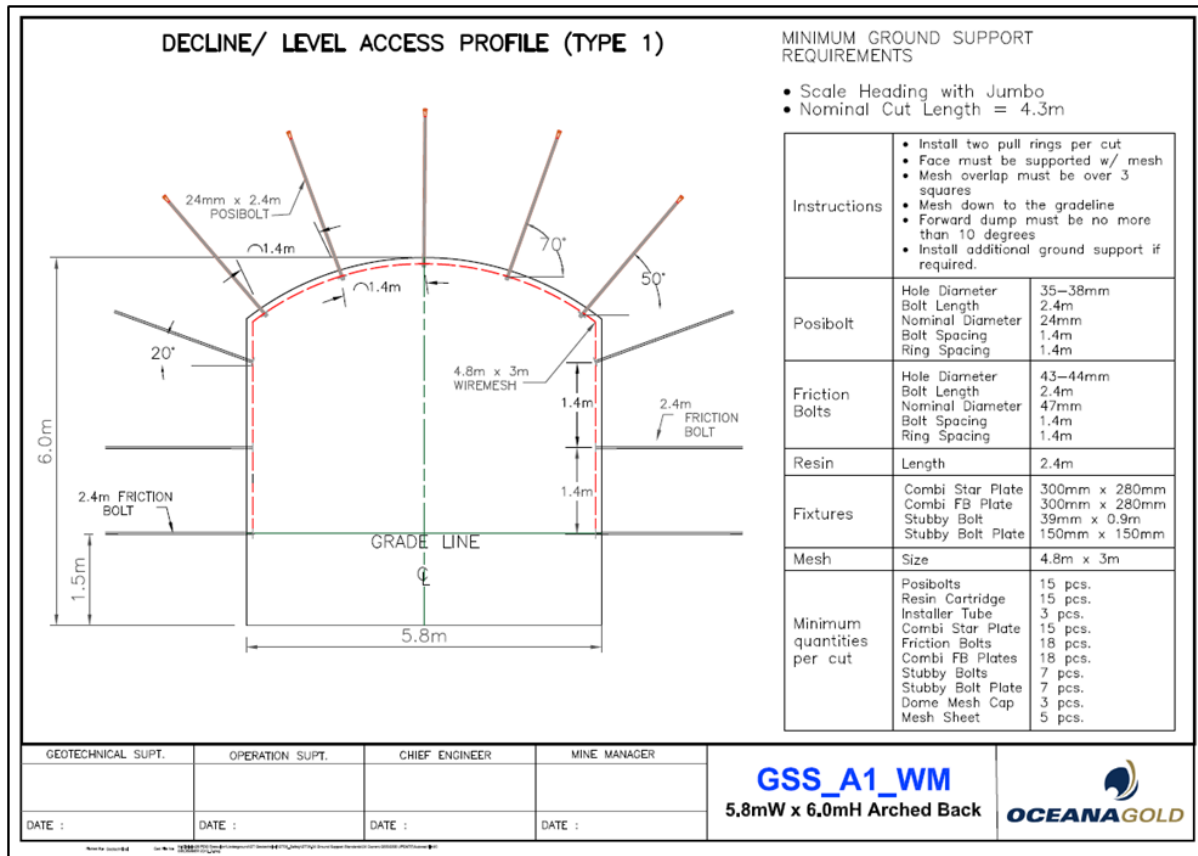 DECLINE/ LEVEL ACCESS PROFILE (TYPE 1)
MINIMUM GROUND SUPPORT
REQUIREMENTS
• Scale Heading with Jumbo
• Nominal Cut Length = 4.3m
24mm x 2.4m
POSIBOLT
⌒1.4m
⌒1.4m
70°
50°
20°
4.8m x 3m
WIREMESH
1.4m
1.4m
2.4m
FRICTION
BOLT
2.4m FRICTION
BOLT
6.0m
1.5m
GRADE LINE
℄
5.8m
Instructions
• Install two pull rings per cut
• Face must be supported w/ mesh
• Mesh overlap must be over 3
squares
• Mesh down to the gradeline
• Forward dump must be no more
than 10 degrees
• Install additional ground support if
required.
Posibolt
Hole Diameter 35–38mm
Bolt Length 2.4m
Nominal Diameter 24mm
Bolt Spacing 1.4m
Ring Spacing 1.4m
Friction
Bolts
Hole Diameter 43–44mm
Bolt Length 2.4m
Nominal Diameter 47mm
Bolt Spacing 1.4m
Ring Spacing 1.4m
Resin Length 2.4m
Fixtures
Combi Star Plate 300mm x 280mm
Combi FB Plate 300mm x 280mm
Stubby Bolt 39mm x 0.9m
Stubby Bolt Plate 150mm x 150mm
Mesh Size 4.8m x 3m
Minimum
quantities
per cut
Posibolts 15 pcs.
Resin Cartridge 15 pcs.
Installer Tube 3 pcs.
Combi Star Plate 15 pcs.
Friction Bolts 18 pcs.
Combi FB Plates 18 pcs.
Stubby Bolts 7 pcs.
Stubby Bolt Plate 7 pcs.
Dome Mesh Cap 3 pcs.
Mesh Sheet 5 pcs.
GEOTECHNICAL SUPT. OPERATION SUPT. CHIEF ENGINEER MINE MANAGER
DATE : DATE : DATE : DATE :
GSS_A1_WM
5.8mW x 6.0mH Arched Back
OCEANAGOLD